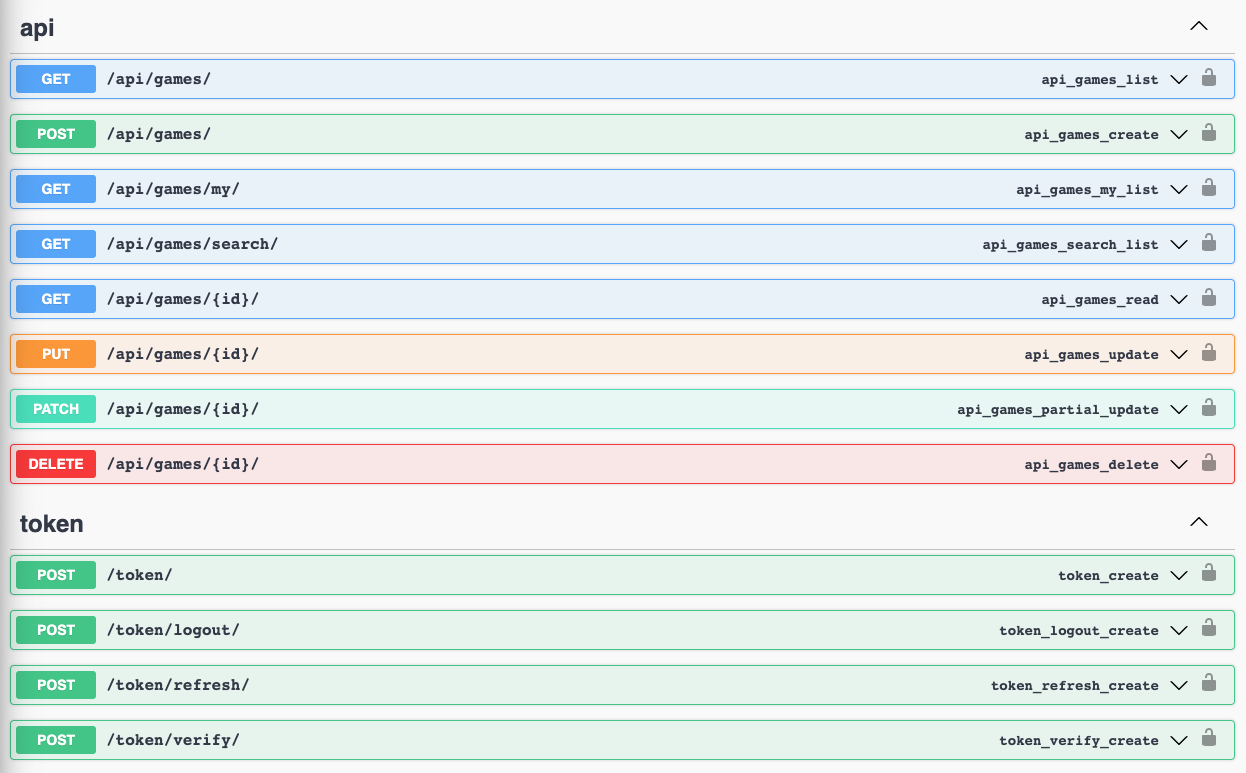 api
GET /api/games/ api_games_list
POST /api/games/ api_games_create
GET /api/games/my/ api_games_my_list
GET /api/games/search/ api_games_search_list
GET /api/games/{id}/ api_games_read
PUT /api/games/{id}/ api_games_update
PATCH /api/games/{id}/ api_games_partial_update
DELETE /api/games/{id}/ api_games_delete
token
POST /token/ token_create
POST /token/logout/ token_logout_create
POST /token/refresh/ token_refresh_create
POST /token/verify/ token_verify_create